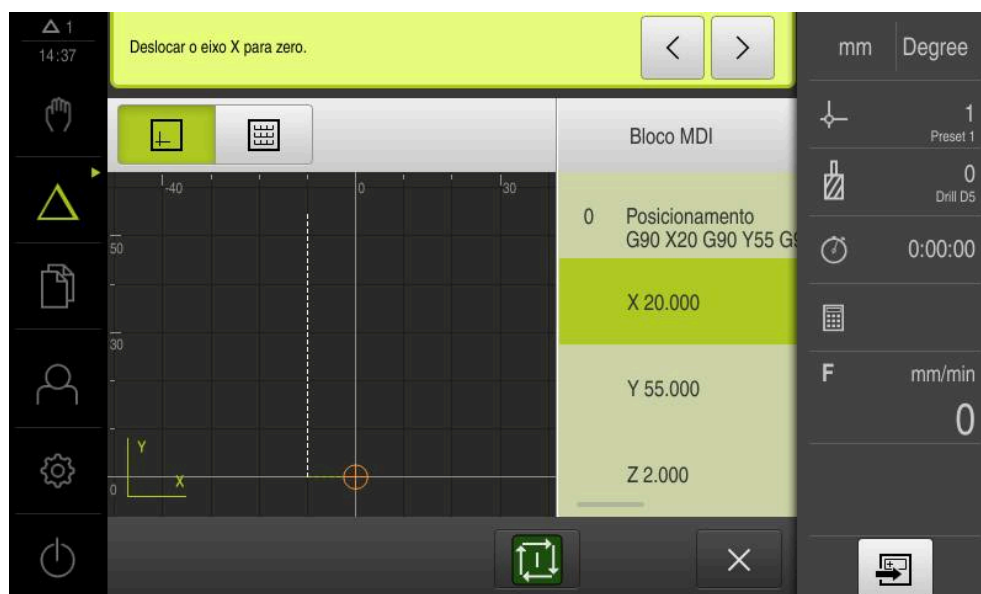 1
14:37
Deslocar o eixo X para zero.
mm Degree
1
Preset 1
0
Drill D5
0:00:00
F mm/min
0
Bloco MDI
0 Posicionamento
G90 X20 G90 Y55 G9
X 20.000
Y 55.000
Z 2.000
-40 0 30
50
30
0
Y
X